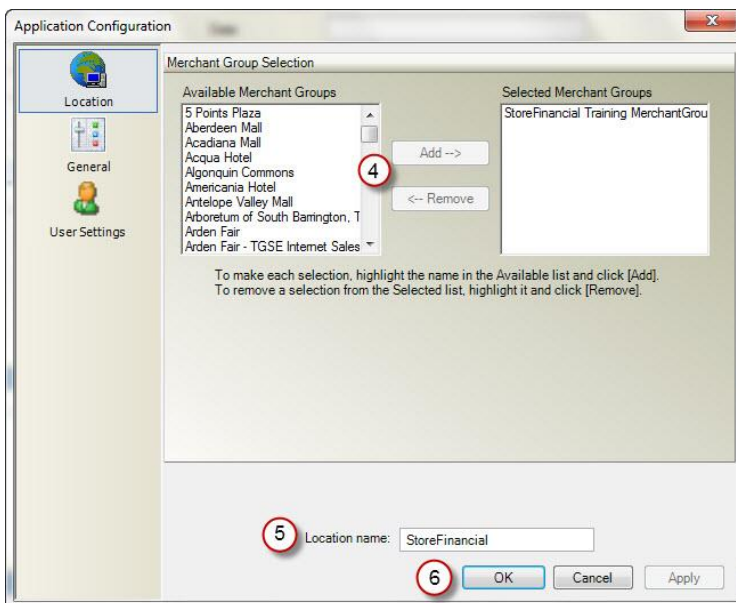 Application Configuration
X
Location
General
User Settings
Merchant Group Selection
Available Merchant Groups
5 Points Plaza
Aberdeen Mall
Acadiana Mall
Acqua Hotel
Algonquin Commons
Americania Hotel
Antelope Valley Mall
Arboretum of South Barrington, T
Arden Fair
Arden Fair - TGSE Internet Sales
4
Add -->
<-- Remove
Selected Merchant Groups
StoreFinancial Training MerchantGrou
To make each selection, highlight the name in the Available list and click [Add].
To remove a selection from the Selected list, highlight it and click [Remove].
5 Location name: StoreFinancial
6 OK Cancel Apply